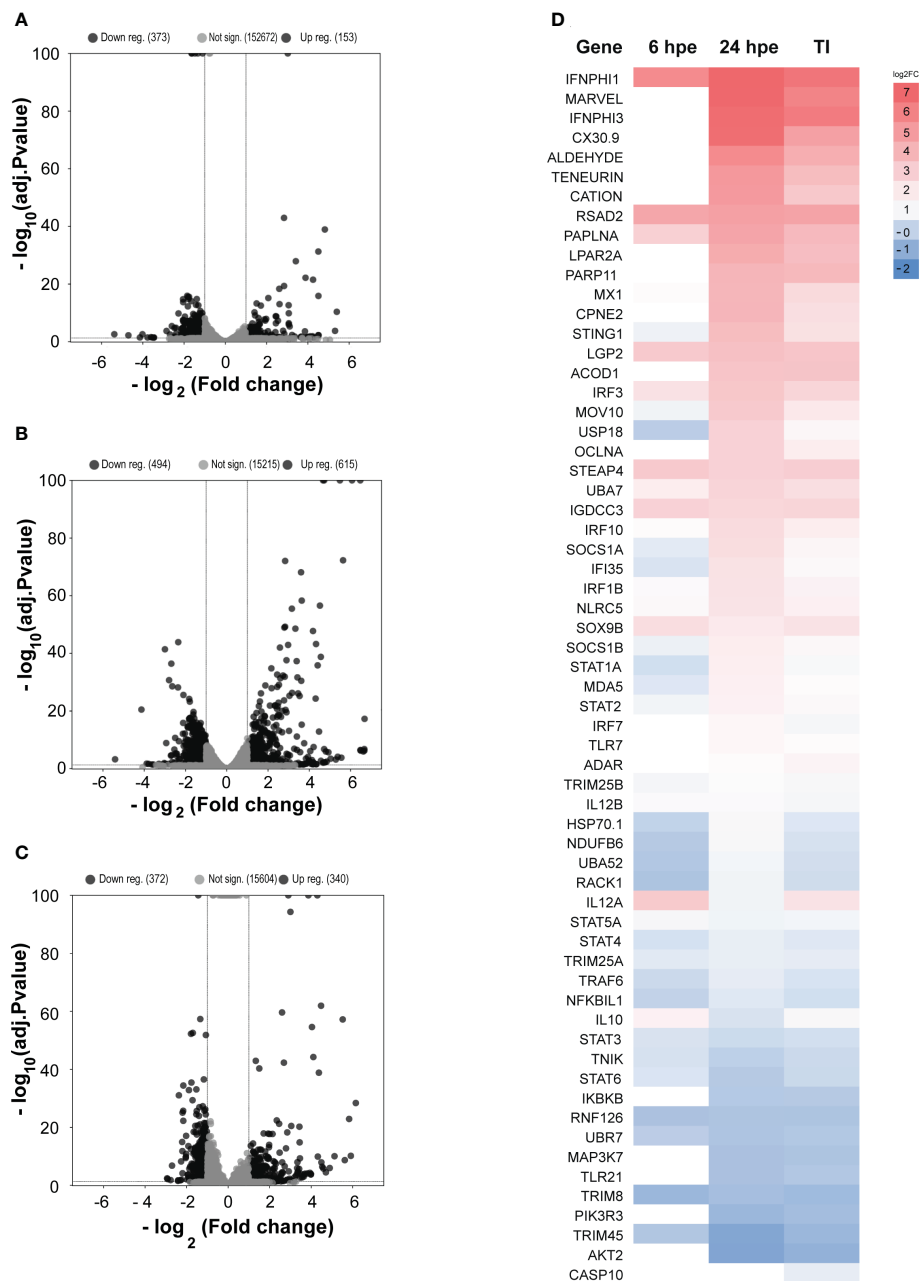 A
Down reg. (373) Not sign. (152672) Up reg. (153)
100
80
60
40
20
0
- log10(adj.Pvalue)
-6 -4 -2 0 2 4 6
- log2 (Fold change)
B
Down reg. (494) Not sign. (15215) Up reg. (615)
100
80
60
40
20
0
- log10(adj.Pvalue)
-6 -4 -2 0 2 4 6
- log2 (Fold change)
C
Down reg. (372) Not sign. (15604) Up reg. (340)
100
80
60
40
20
0
- log10(adj.Pvalue)
-6 - 4 - 2 0 2 4 6
- log2 (Fold change)
D
Gene 6 hpe 24 hpe TI
IFNPHI1
MARVEL
IFNPHI3
CX30.9
ALDEHYDE
TENEURIN
CATION
RSAD2
PAPLNA
LPAR2A
PARP11
MX1
CPNE2
STING1
LGP2
ACOD1
IRF3
MOV10
USP18
OCLNA
STEAP4
UBA7
IGDCC3
IRF10
SOCS1A
IFI35
IRF1B
NLRC5
SOX9B
SOCS1B
STAT1A
MDA5
STAT2
IRF7
TLR7
ADAR
TRIM25B
IL12B
HSP70.1
NDUFB6
UBA52
RACK1
IL12A
STAT5A
STAT4
TRIM25A
TRAF6
NFKBIL1
IL10
STAT3
TNIK
STAT6
IKBKB
RNF126
UBR7
MAP3K7
TLR21
TRIM8
PIK3R3
TRIM45
AKT2
CASP10
log2FC
7
6
5
4
3
2
1
- 0
- 1
- 2